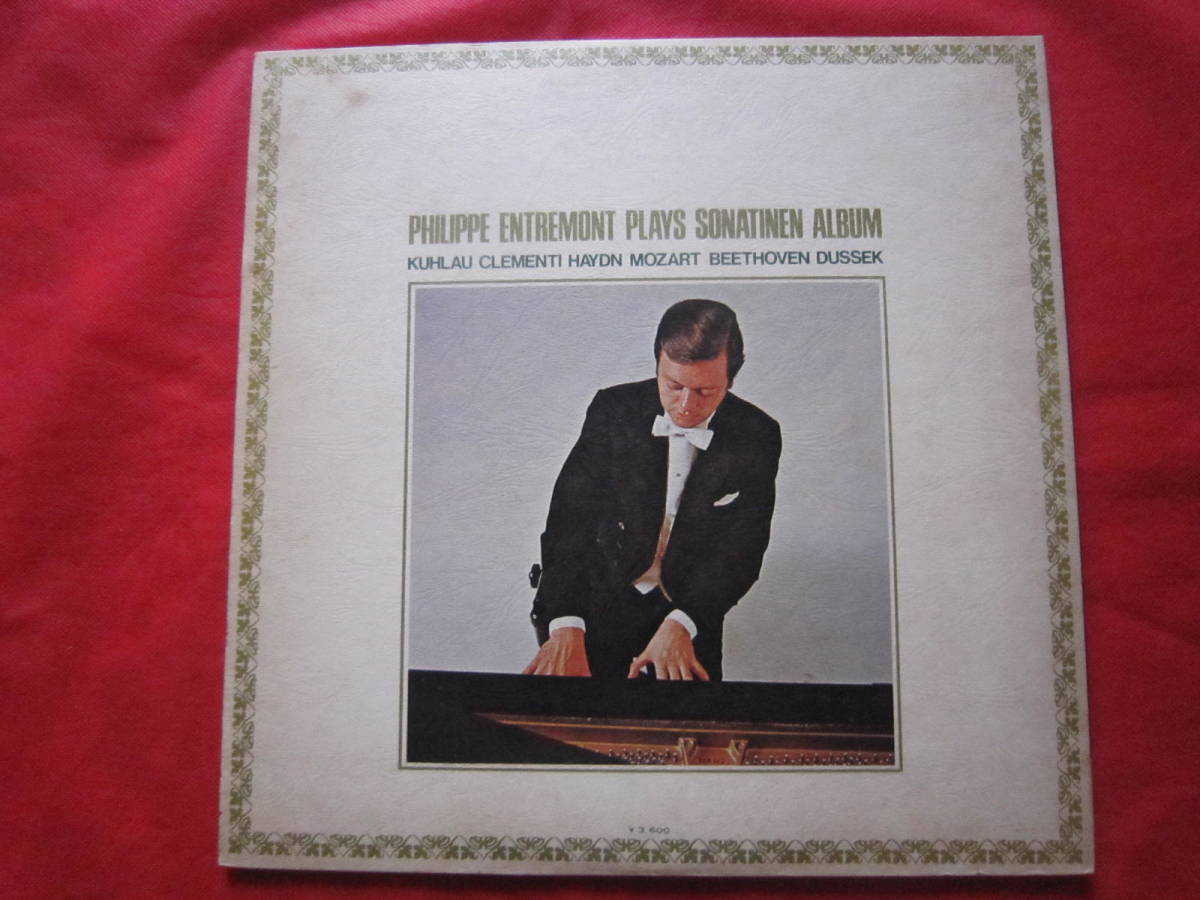 PHILIPPE ENTREMONT PLAYS SONATINEN ALBUM
KUHLAU CLEMENTI HAYDN MOZART BEETHOVEN DUSSEK
¥3,600